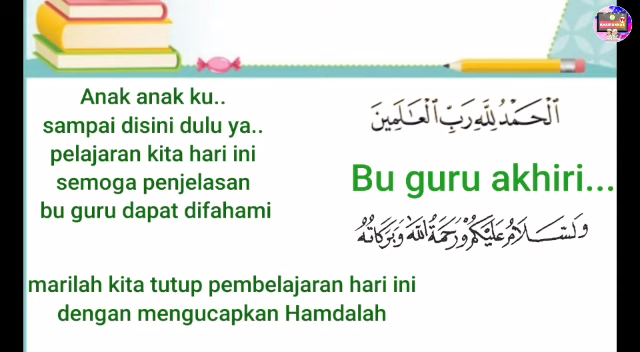 Anak anak ku..
sampai disini dulu ya..
pelajaran kita hari ini
semoga penjelasan
bu guru dapat difahami
marilah kita tutup pembelajaran hari ini
dengan mengucapkan Hamdalah
اَلْحَمْدُ لِلّٰهِ رَبِّ الْعَالَمِيْنَ
Bu guru akhiri...
وَلسَّلَامُ عَلَيْكُمْ وَرَحْمَةُ اللّٰهِ وَبَرَكَاتُهُ